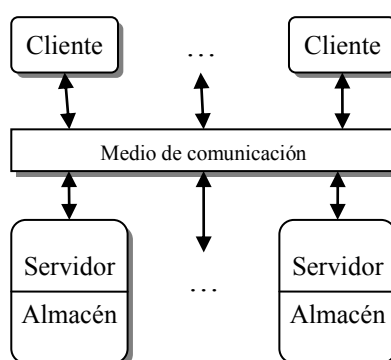 Cliente ... Cliente
Medio de comunicación
Servidor ... Servidor
Almacén Almacén